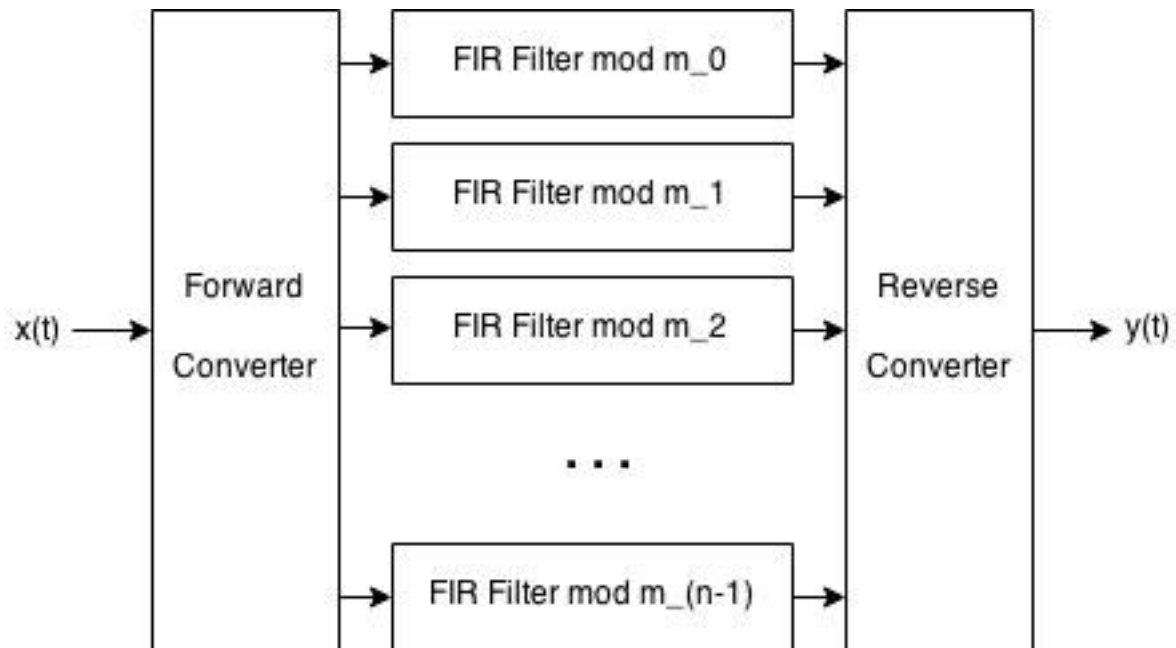 FIR Filter mod m_0
FIR Filter mod m_1
Forward
Converter
x(t)
FIR Filter mod m_2
Reverse
Converter
y(t)
...
FIR Filter mod m_(n-1)